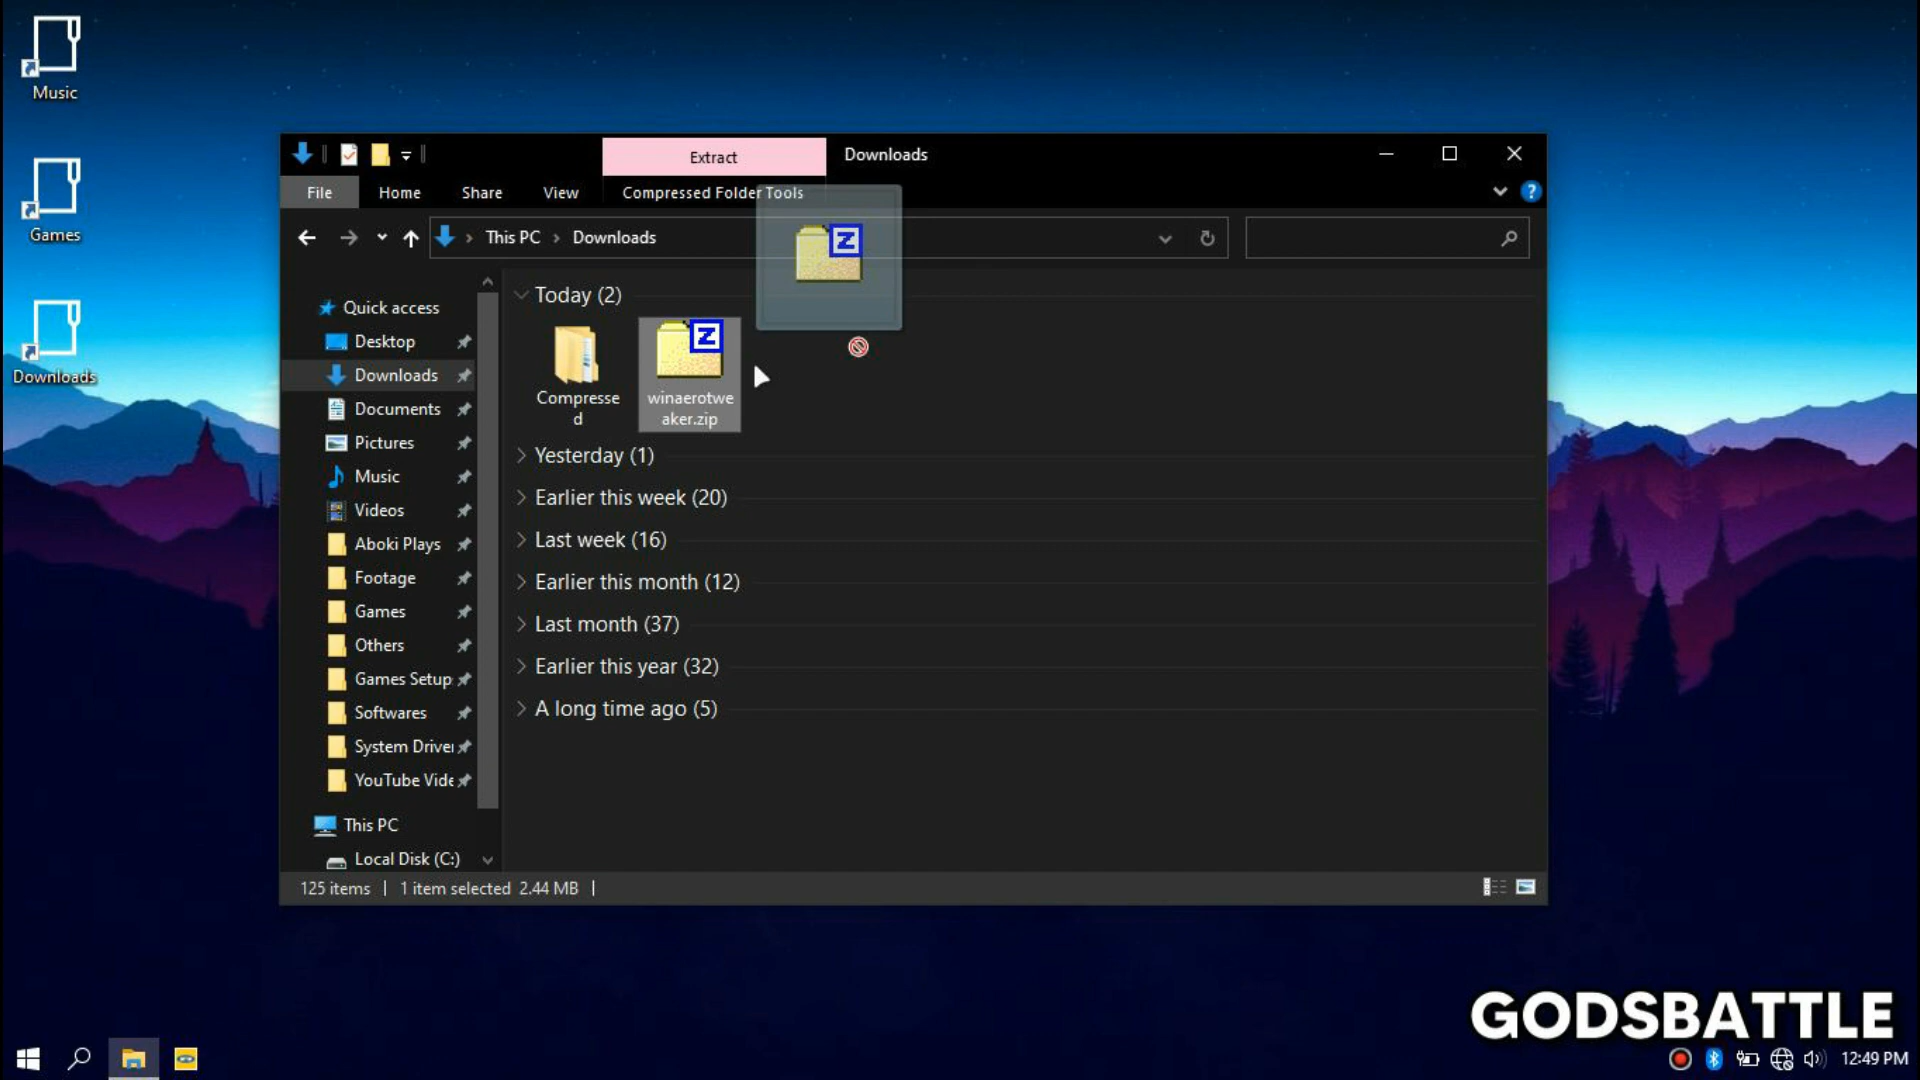 Music
Games
Downloads
Extract
Downloads
File
Home
Share
View
Compressed Folder Tools
?
This PC
Downloads
Quick access
Desktop
Downloads
Documents
Pictures
Music
Videos
Aboki Plays
Footage
Games
Others
Games Setup
Softwares
System Driver
YouTube Vide
This PC
Local Disk (C:)
Today (2)
Z
Compresse
d
Z
winaerotwe
aker.zip
Yesterday (1)
Earlier this week (20)
Last week (16)
Earlier this month (12)
Last month (37)
Earlier this year (32)
A long time ago (5)
125 items
1 item selected 2.44 MB
GODSBATTLE
12:49 PM